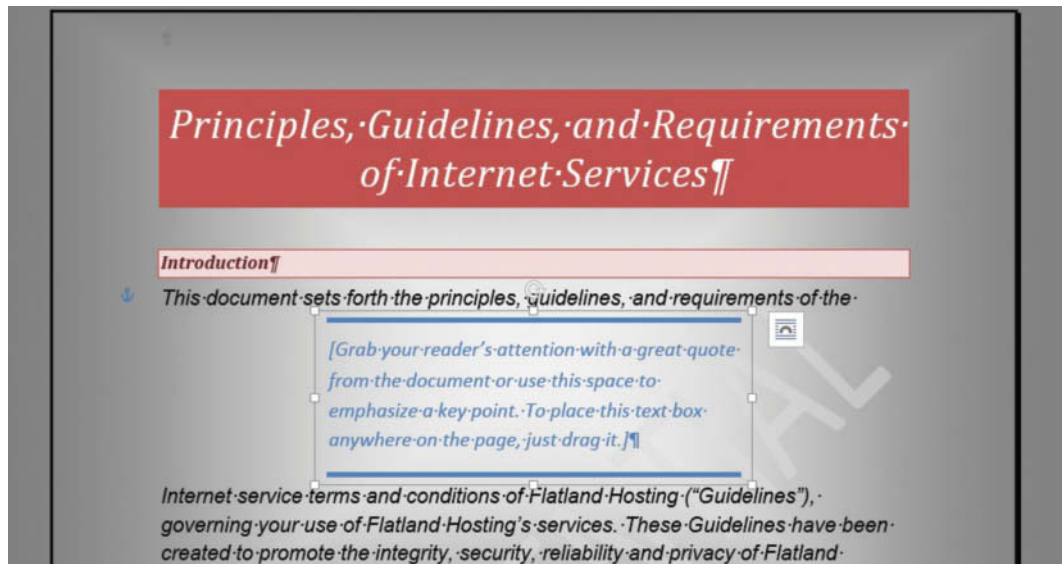 Principles, Guidelines, and Requirements
of Internet Services¶
Introduction¶
This document sets forth the principles, guidelines, and requirements of the
[Grab your reader's attention with a great quote
from the document or use this space to
emphasize a key point. To place this text box
anywhere on the page, just drag it.]¶
Internet service terms and conditions of Flatland Hosting (“Guidelines”),
governing your use of Flatland Hosting's services. These Guidelines have been
created to promote the integrity, security, reliability and privacy of Flatland